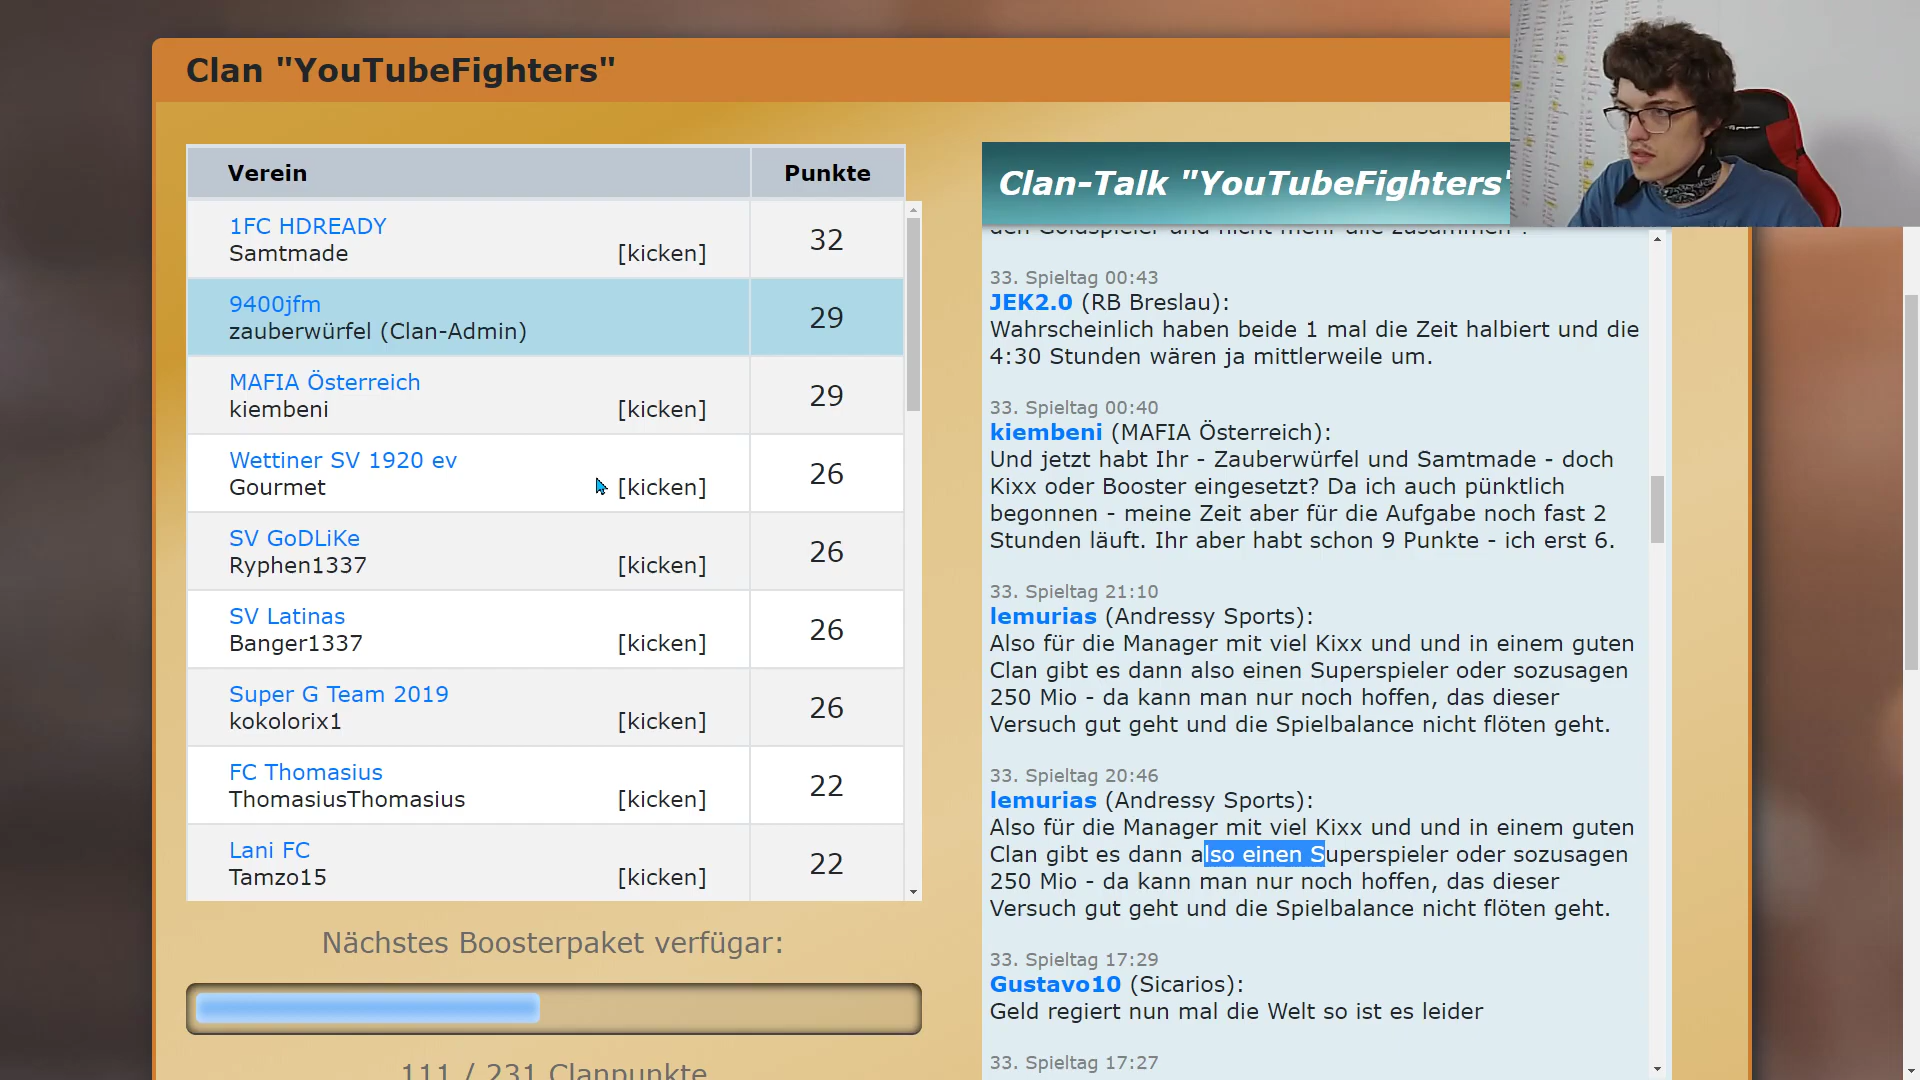 Clan "YouTubeFighters"
Verein
Punkte
1FC HDREADY
Samtmade [kicken]
32
9400jfm
zauberwürfel (Clan-Admin)
29
MAFIA Österreich
kiembeni [kicken]
29
Wettiner SV 1920 ev
Gourmet [kicken]
26
SV GoDLiKe
Ryphen1337 [kicken]
26
SV Latinas
Banger1337 [kicken]
26
Super G Team 2019
kokolorix1 [kicken]
26
FC Thomasius
ThomasiusThomasius [kicken]
22
Lani FC
Tamzo15 [kicken]
22
Nächstes Boosterpaket verfügar:
111 / 231 Clanpunkte
Clan-Talk "YouTubeFighters"
den Goldspieler und nicht mehr alle zusammen
33. Spieltag 00:43
JEK2.0 (RB Breslau):
Wahrscheinlich haben beide 1 mal die Zeit halbiert und die
4:30 Stunden wären ja mittlerweile um.
33. Spieltag 00:40
kiembeni (MAFIA Österreich):
Und jetzt habt Ihr - Zauberwürfel und Samtmade - doch
Kixx oder Booster eingesetzt? Da ich auch pünktlich
begonnen - meine Zeit aber für die Aufgabe noch fast 2
Stunden läuft. Ihr aber habt schon 9 Punkte - ich erst 6.
33. Spieltag 21:10
lemurias (Andressy Sports):
Also für die Manager mit viel Kixx und und in einem guten
Clan gibt es dann also einen Superspieler oder sozusagen
250 Mio - da kann man nur noch hoffen, das dieser
Versuch gut geht und die Spielbalance nicht flöten geht.
33. Spieltag 20:46
lemurias (Andressy Sports):
Also für die Manager mit viel Kixx und und in einem guten
Clan gibt es dann also einen Superspieler oder sozusagen
250 Mio - da kann man nur noch hoffen, das dieser
Versuch gut geht und die Spielbalance nicht flöten geht.
33. Spieltag 17:29
Gustavo10 (Sicarios):
Geld regiert nun mal die Welt so ist es leider
33. Spieltag 17:27